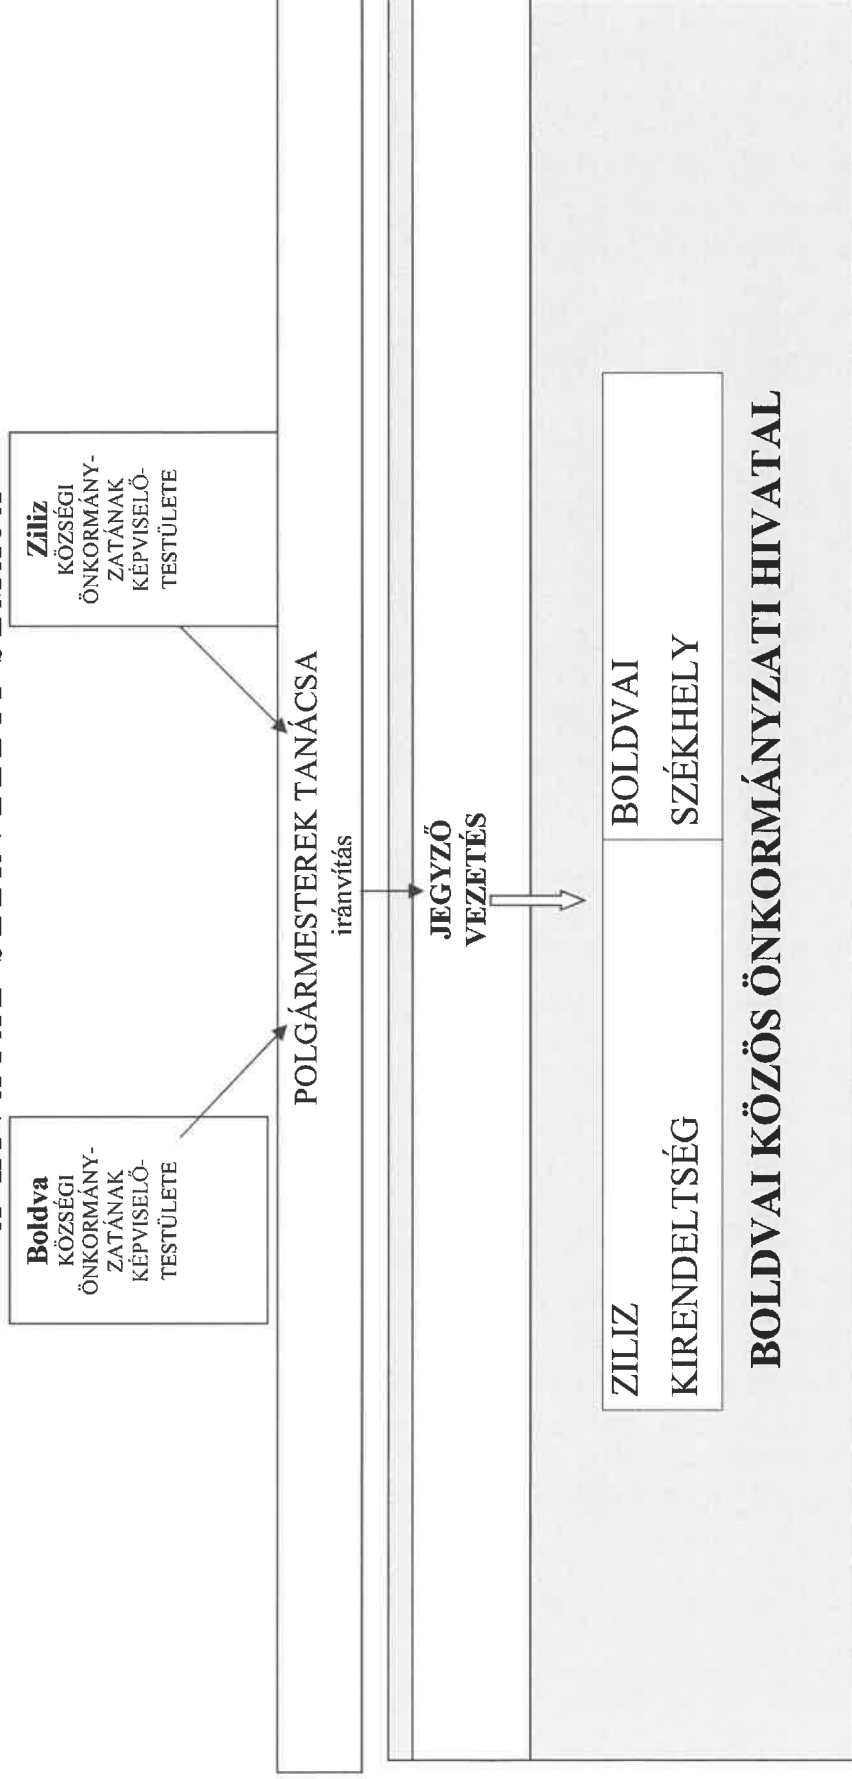 Boldva
KÖZSÉGI
ÖNKORMÁNY-
ZATÁNAK
KÉPVISELŐ-
TESTÜLETE
Ziliz
KÖZSÉGI
ÖNKORMÁNY-
ZATÁNAK
KÉPVISELŐ-
TESTÜLETE
POLGÁRMESTEREK TANÁCSA
iránvítás
JEGYZŐ
VEZETÉS
ZILIZ
KIRENDELTSÉG
BOLDVAI
SZÉKHELY
BOLDVAI KÖZÖS ÖNKORMÁNYZATI HIVATAL